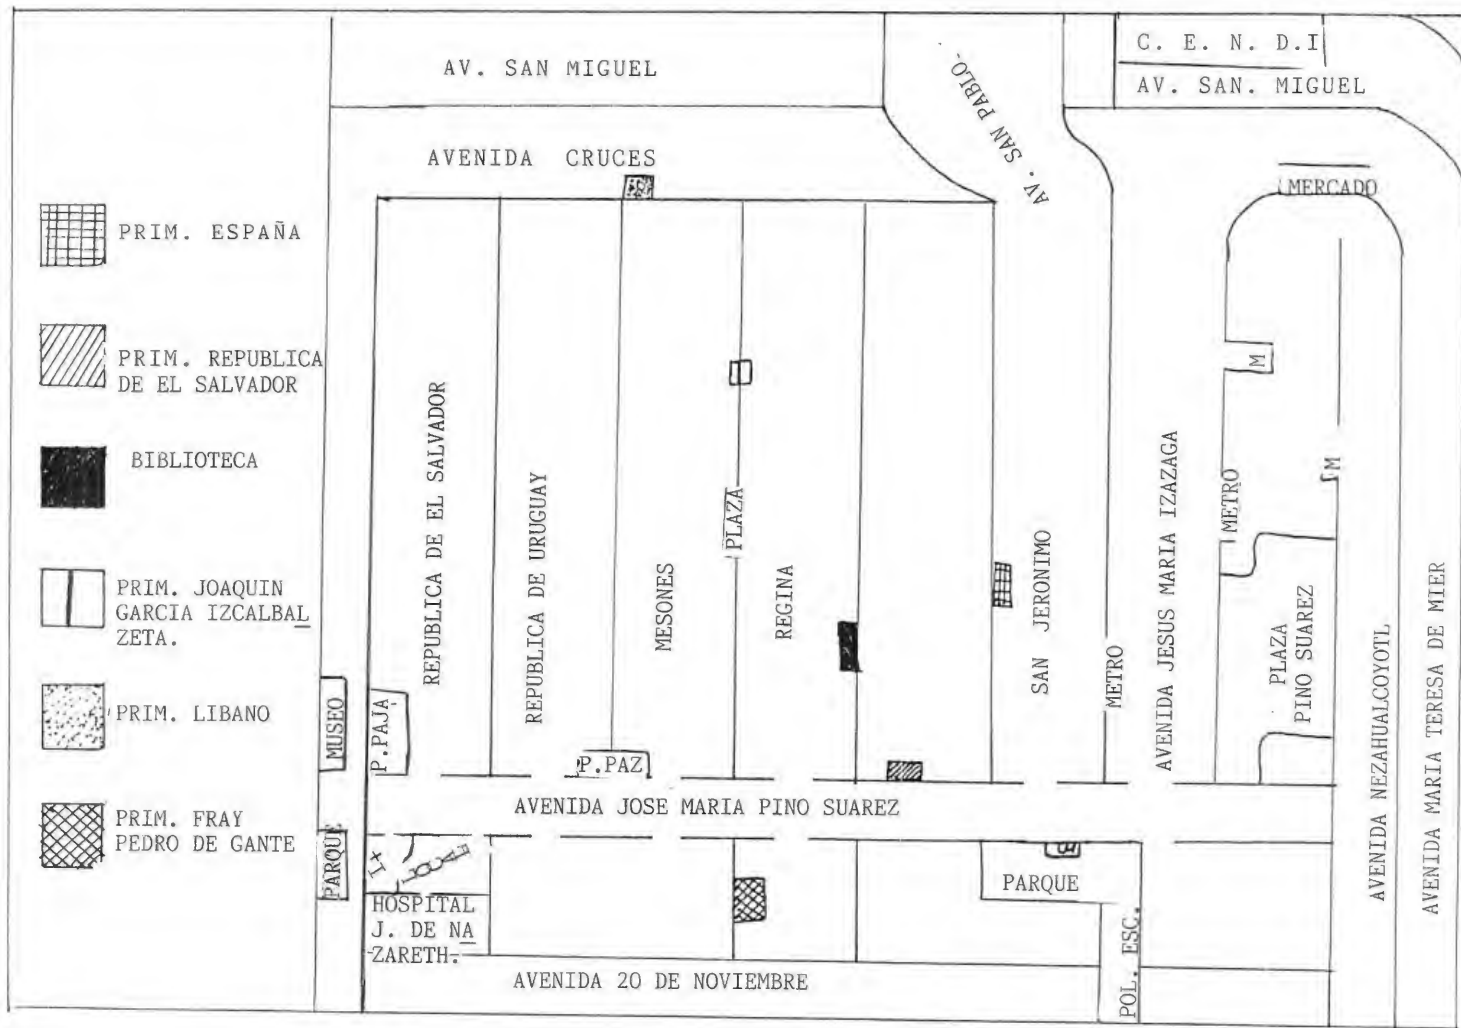 AV. SAN MIGUEL
AV. SAN PABLO.
C. E. N. D.I
AV. SAN. MIGUEL
AVENIDA CRUCES
MERCADO
PRIM. ESPAÑA
PRIM. REPUBLICA
DE EL SALVADOR
BIBLIOTECA
PRIM. JOAQUIN
GARCIA IZCALBAL
ZETA.
PRIM. LIBANO
PRIM. FRAY
PEDRO DE GANTE
MUSEO
PARQUE
P.PAJA
REPUBLICA DE EL SALVADOR
REPUBLICA DE URUGUAY
P.PAZ
MESONES
PLAZA
REGINA
SAN JERONIMO
METRO
AVENIDA JESUS MARIA IZAZAGA
METRO
M
M
PLAZA
PINO SUAREZ
AVENIDA NEZAHUALCOYOTL
AVENIDA MARIA TERESA DE MIER
AVENIDA JOSE MARIA PINO SUAREZ
HOSPITAL
J. DE NA
ZARETH.
PARQUE
POL. ESC.
AVENIDA 20 DE NOVIEMBRE